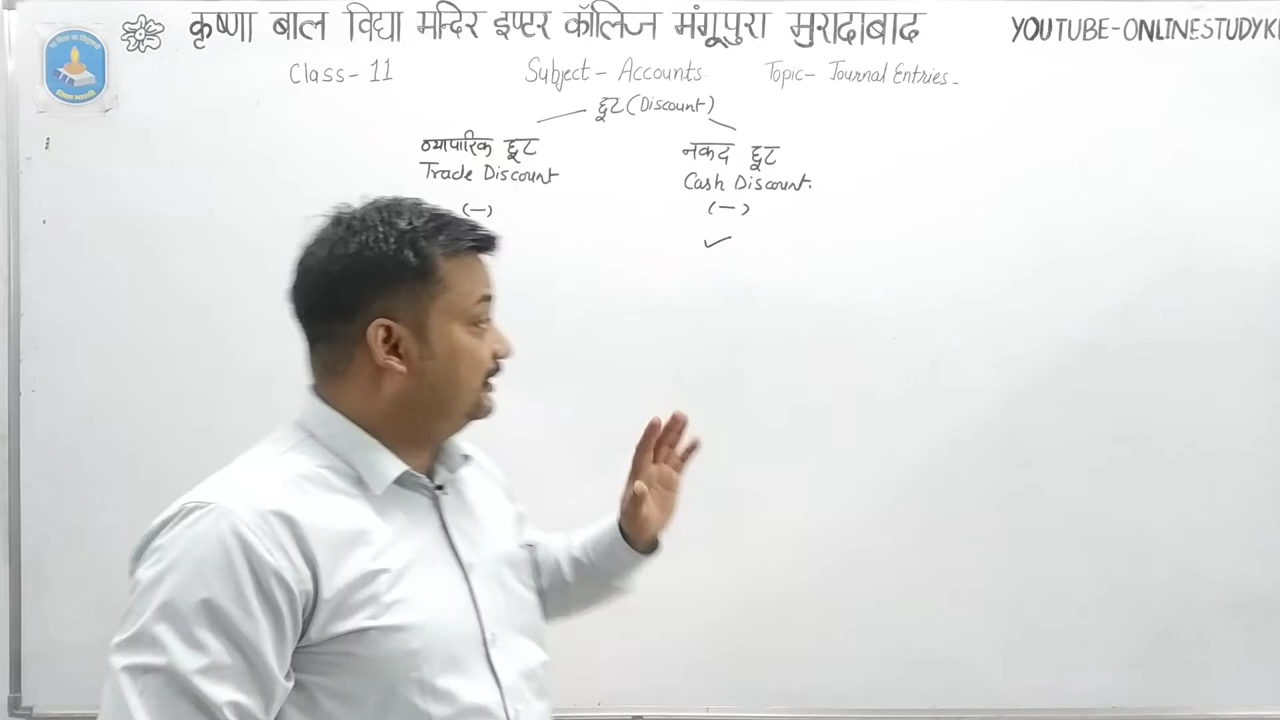 कृष्णा बाल विद्या मन्दिर इण्टर कॉलिज मंगूपुरा मुरादाबाद
YOUTUBE-ONLINESTUDYK
Class- 11 Subject- Accounts. Topic- Journal Entries-
छूट (Discount)
व्यापारिक छूट
Trade Discount
(-)
नकद छूट
Cash Discount.
(-)